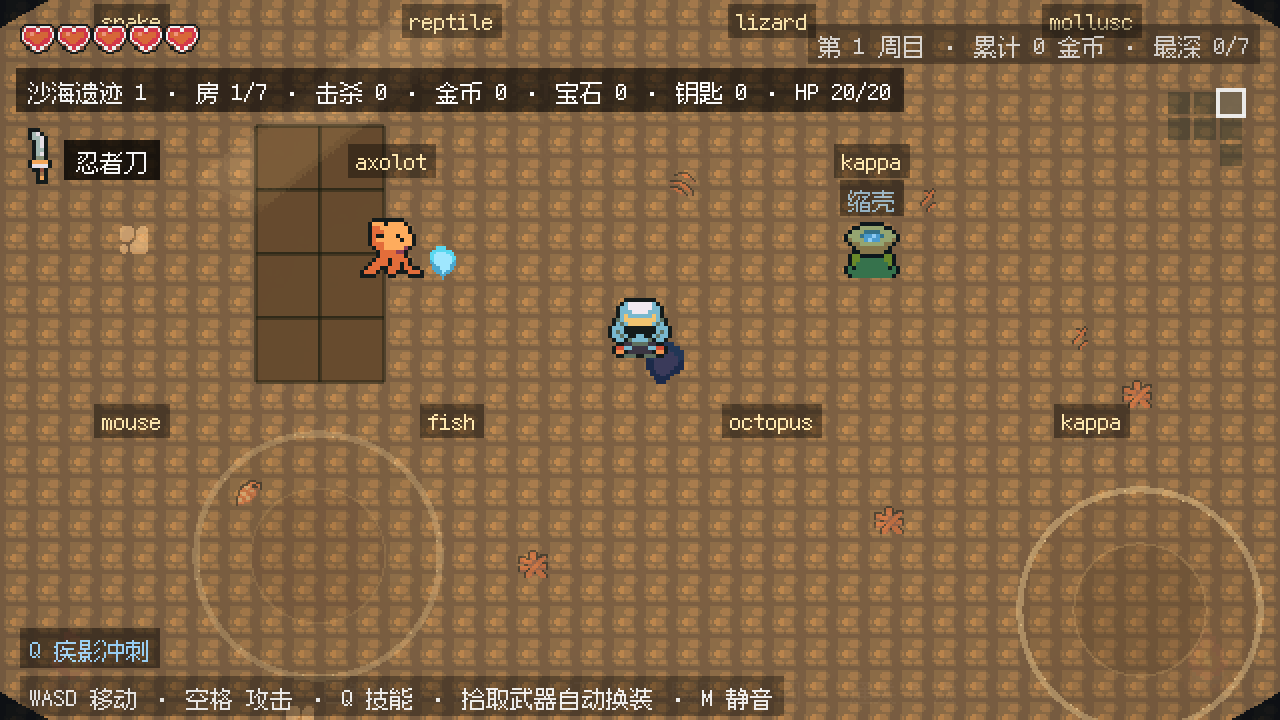 snake
reptile
lizard
mollusc
第 1 周目 · 累计 0 金币 · 最深 0/7
沙海遗迹 1 · 房 1/7 · 击杀 0 · 金币 0 · 宝石 0 · 钥匙 0 · HP 20/20
忍者刀
axolot
kappa
缩壳
mouse
fish
octopus
kappa
Q 疾影冲刺
WASD 移动 · 空格 攻击 · Q 技能 · 拾取武器自动换装 · M 静音